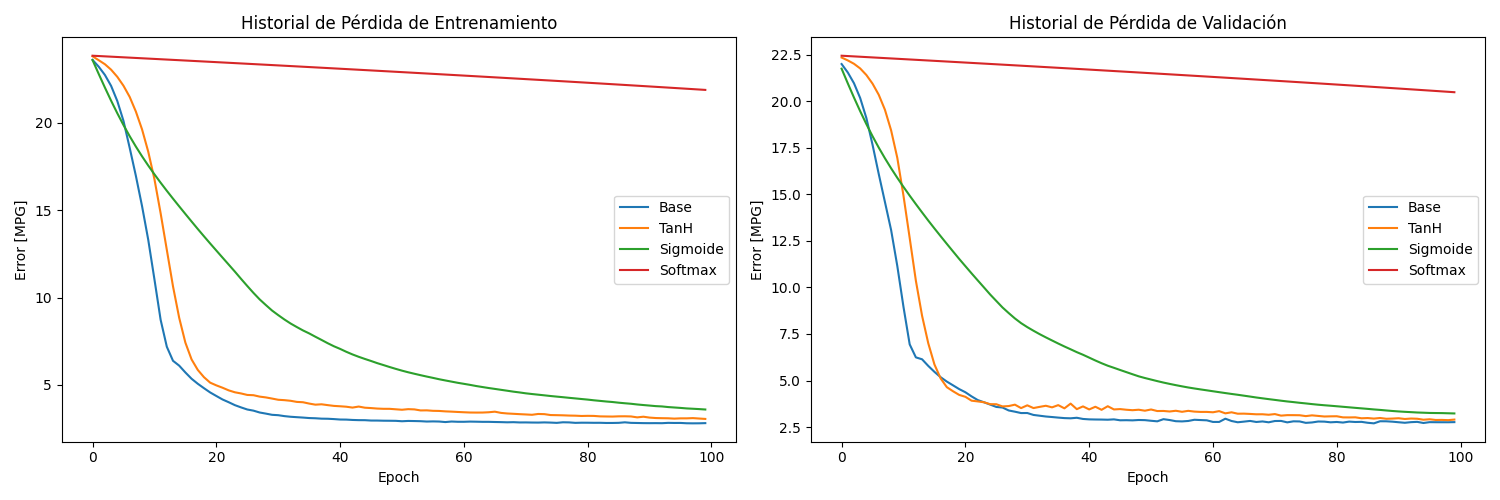 Historial de Pérdida de Entrenamiento
Error [MPG]
20
15
10
5
0
20
40
60
80
100
Epoch
Base
TanH
Sigmoide
Softmax
Historial de Pérdida de Validación
Error [MPG]
22.5
20.0
17.5
15.0
12.5
10.0
7.5
5.0
2.5
0
20
40
60
80
100
Epoch
Base
TanH
Sigmoide
Softmax